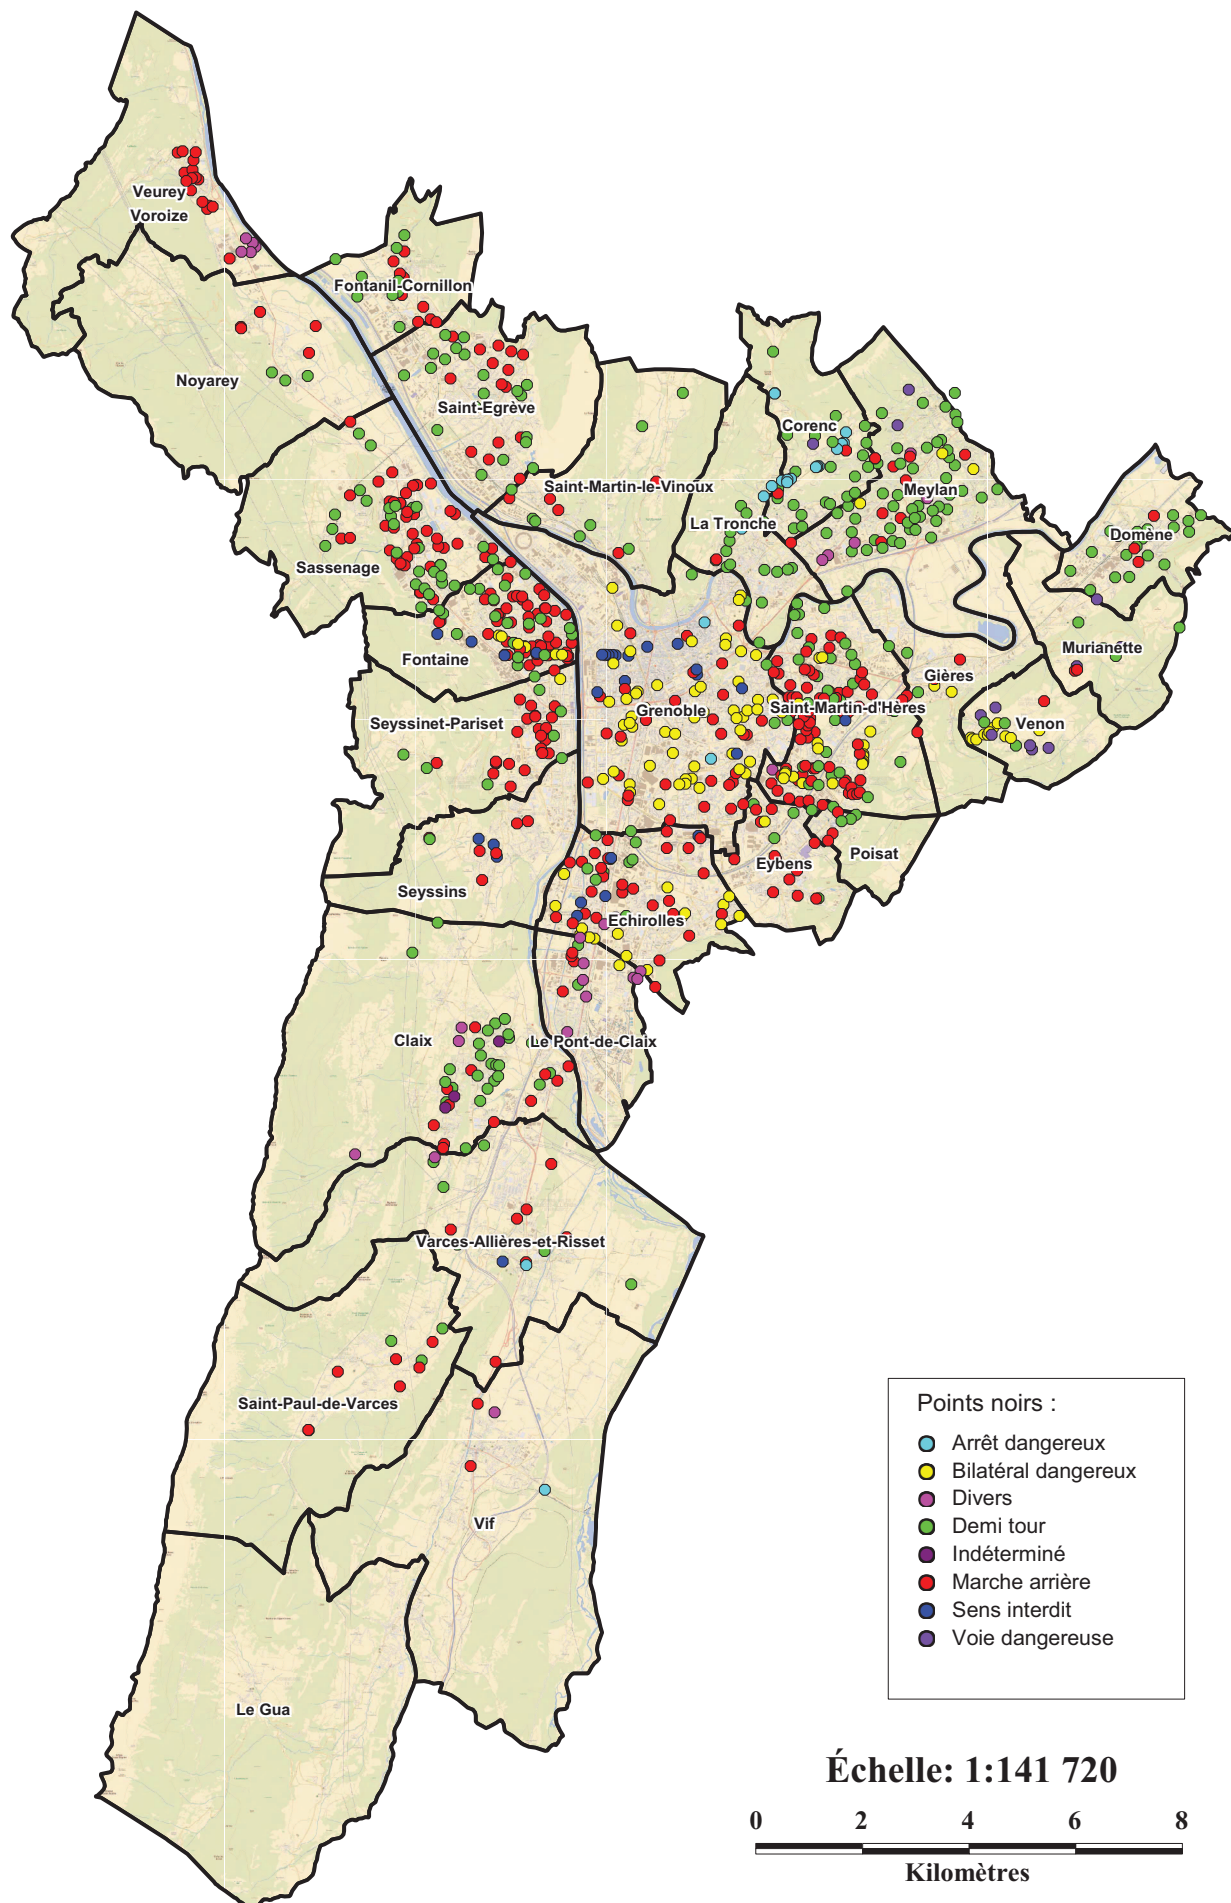 Veurey
Voroize
Fontanil-Cornillon
Noyarey
Saint-Egrève
Corenc
Saint-Martin-le-Vinoux
Meylan
La Tronche
Domène
Sassenage
Fontaine
Murianette
Gières
Seyssinet-Pariset
Grenoble
Saint-Martin-d'Hères
Venon
Eybens
Poisat
Seyssins
Echirolles
Claix
Le Pont-de-Claix
Varces-Allières-et-Risset
Saint-Paul-de-Varces
Vif
Le Gua
Points noirs :
Arrêt dangereux
Bilatéral dangereux
Divers
Demi tour
Indéterminé
Marche arrière
Sens interdit
Voie dangereuse
Échelle: 1:141 720
0 2 4 6 8
Kilomètres